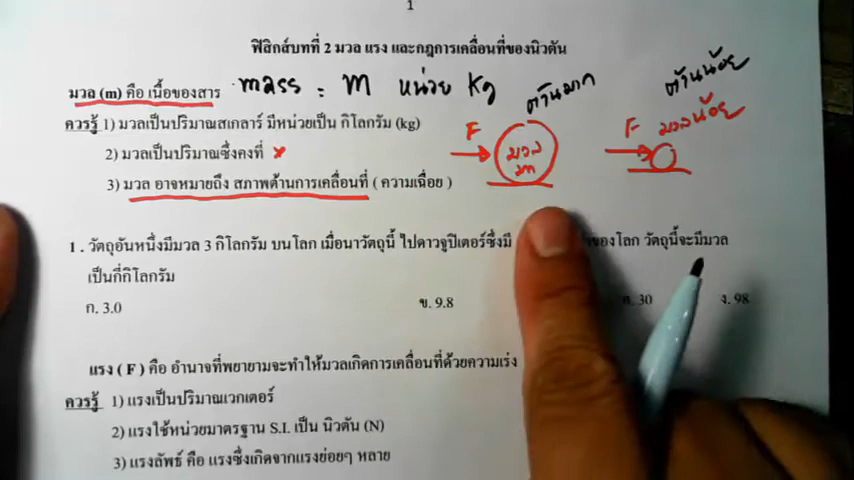 1
ฟิสิกส์บทที่ 2 มวล แรง และกฎการเคลื่อนที่ของนิวตัน
มวล (m) คือ เนื้อของสาร mass = m หน่วย kg ต้านมาก ต้านน้อย
ควรรู้ 1) มวลเป็นปริมาณสเกลาร์ มีหน่วยเป็น กิโลกรัม (kg) F F มวลน้อย
2) มวลเป็นปริมาณซึ่งคงที่ มวล
3) มวล อาจหมายถึง สภาพต้านการเคลื่อนที่ ( ความเฉื่อย )
1 . วัตถุอันหนึ่งมีมวล 3 กิโลกรัม บนโลก เมื่อนำวัตถุนี้ ไปดาวจูปิเตอร์ซึ่งมี ของโลก วัตถุนี้จะมีมวล
เป็นกี่กิโลกรัม
ก. 3.0 ข. 9.8 ค. 30 ง. 98
แรง ( F ) คือ อำนาจที่พยายามจะทำให้มวลเกิดการเคลื่อนที่ด้วยความเร่ง
ควรรู้ 1) แรงเป็นปริมาณเวกเตอร์
2) แรงใช้หน่วยมาตรฐาน S.I. เป็น นิวตัน (N)
3) แรงลัพธ์ คือ แรงซึ่งเกิดจากแรงย่อยๆ หลาย